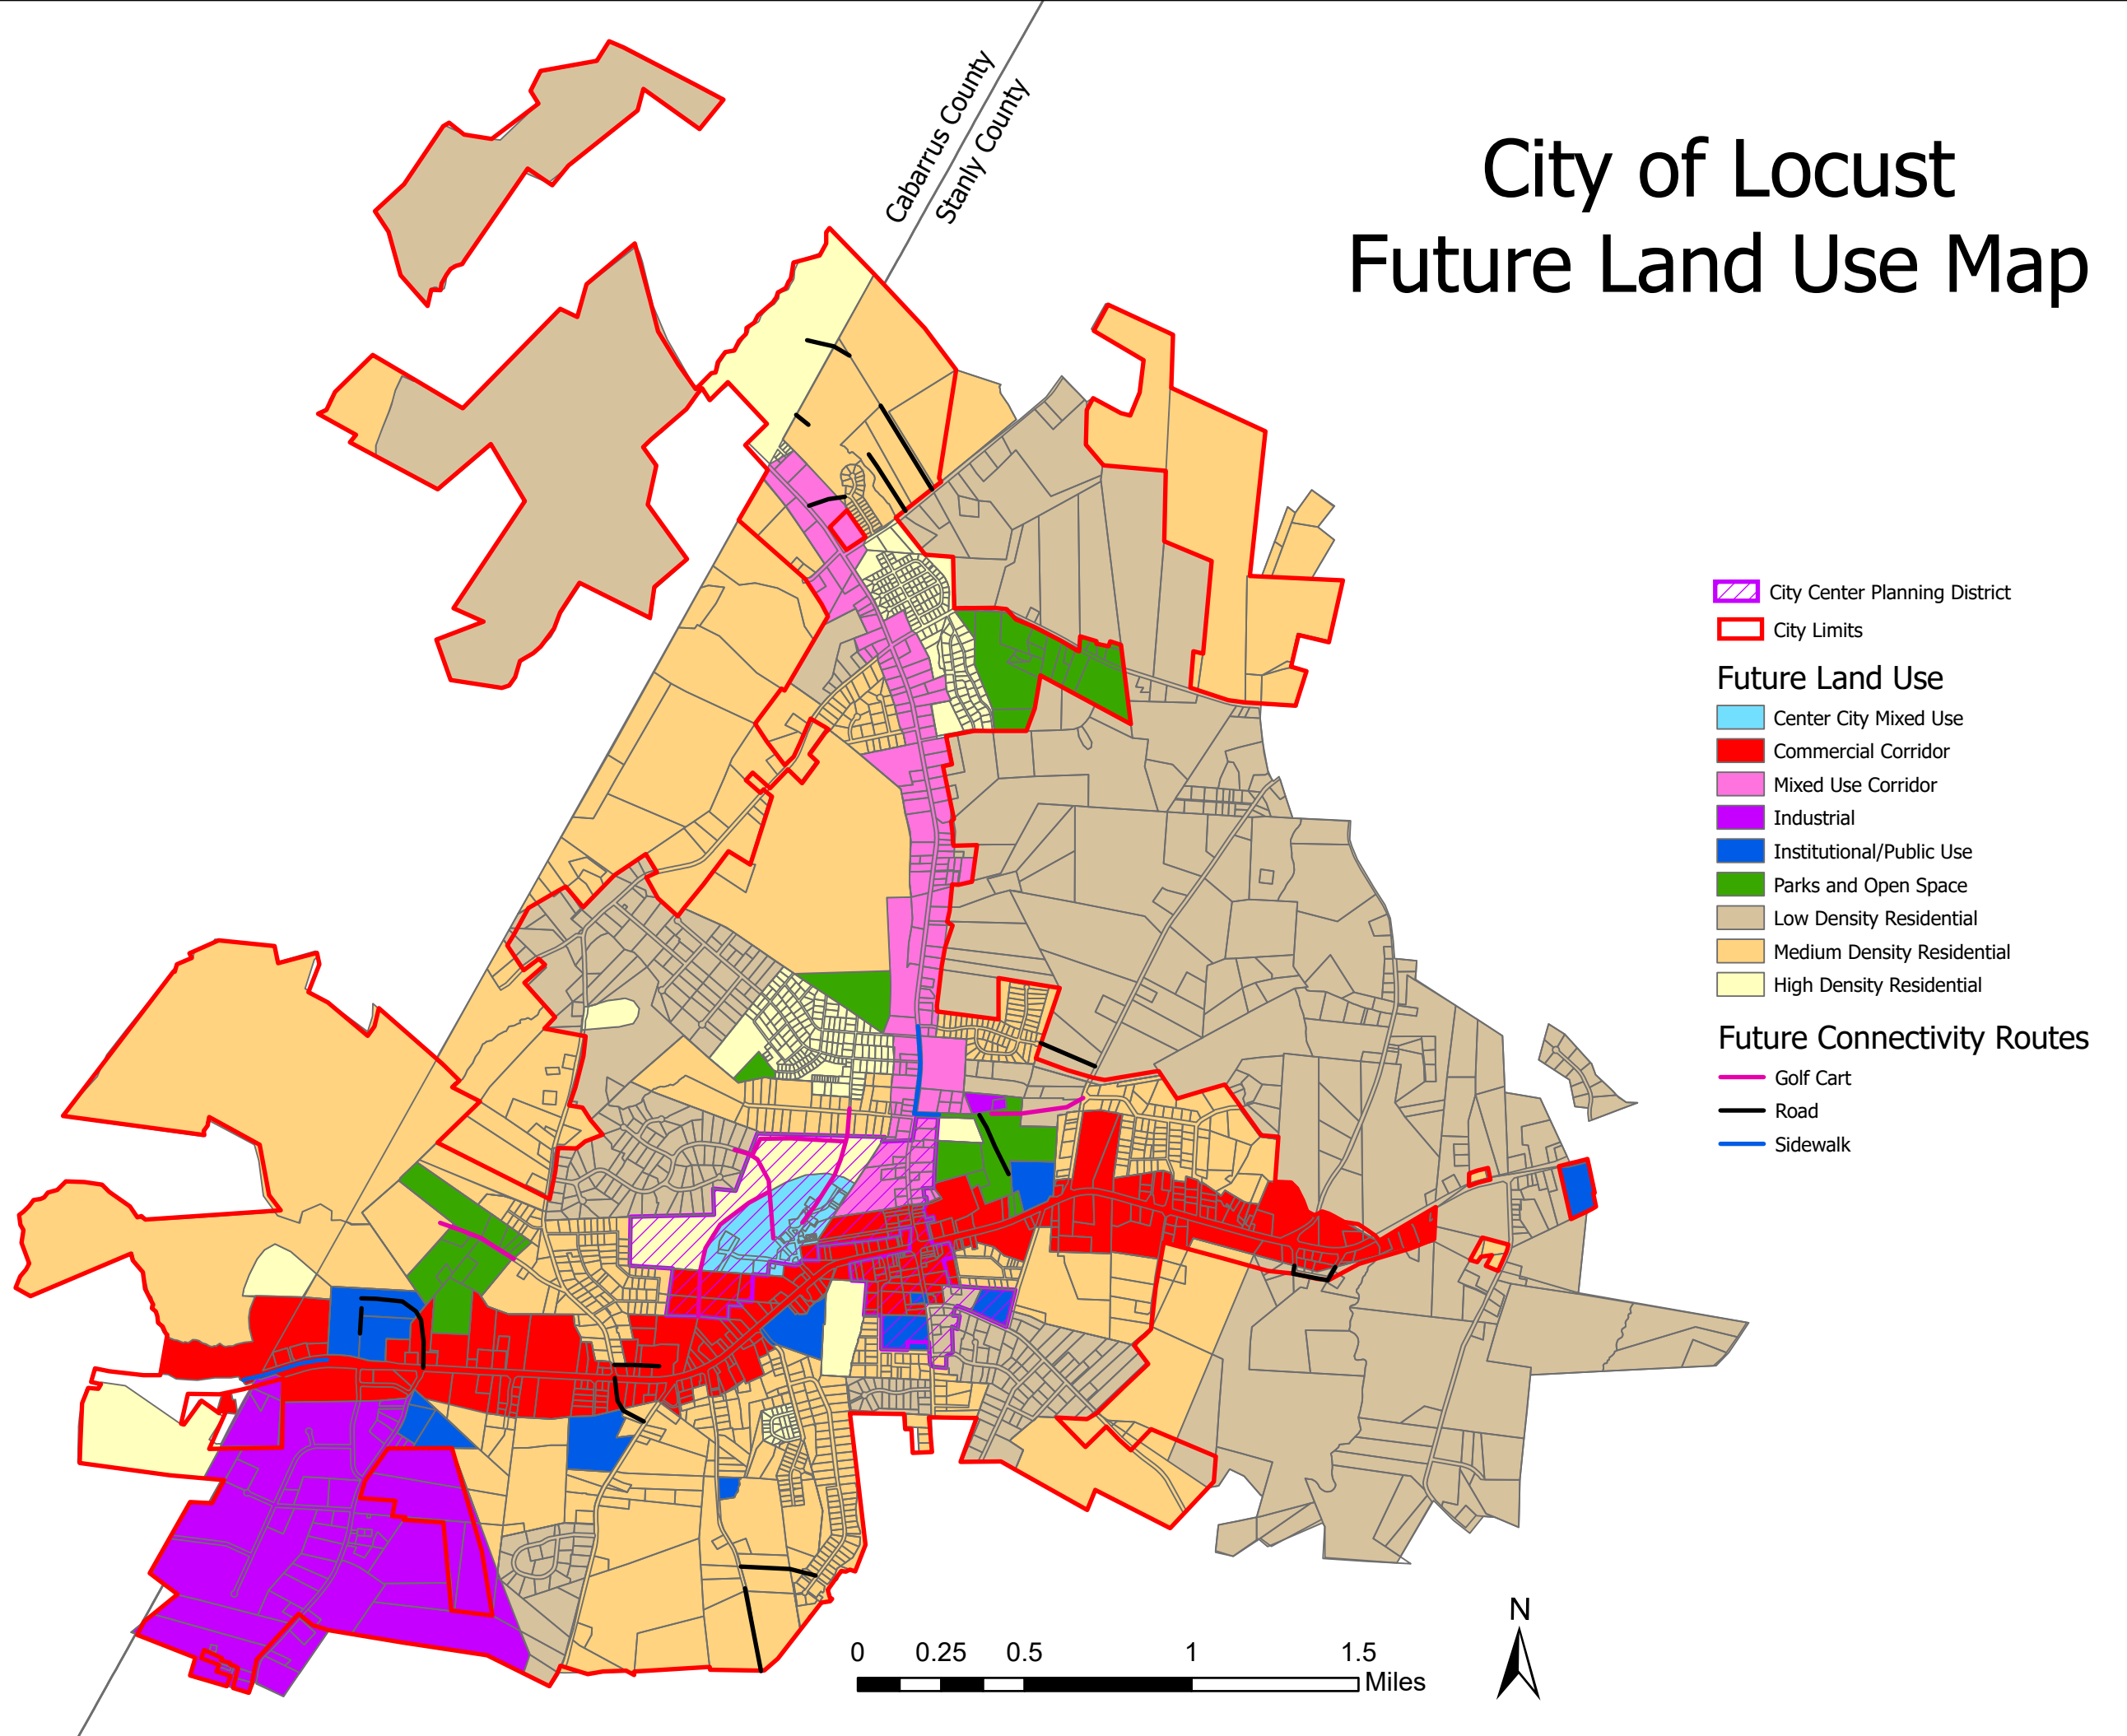 City of Locust
Future Land Use Map
Cabarrus County
Stanly County
City Center Planning District
City Limits
Future Land Use
Center City Mixed Use
Commercial Corridor
Mixed Use Corridor
Industrial
Institutional/Public Use
Parks and Open Space
Low Density Residential
Medium Density Residential
High Density Residential
Future Connectivity Routes
Golf Cart
Road
Sidewalk
N
0 0.25 0.5 1 1.5
Miles